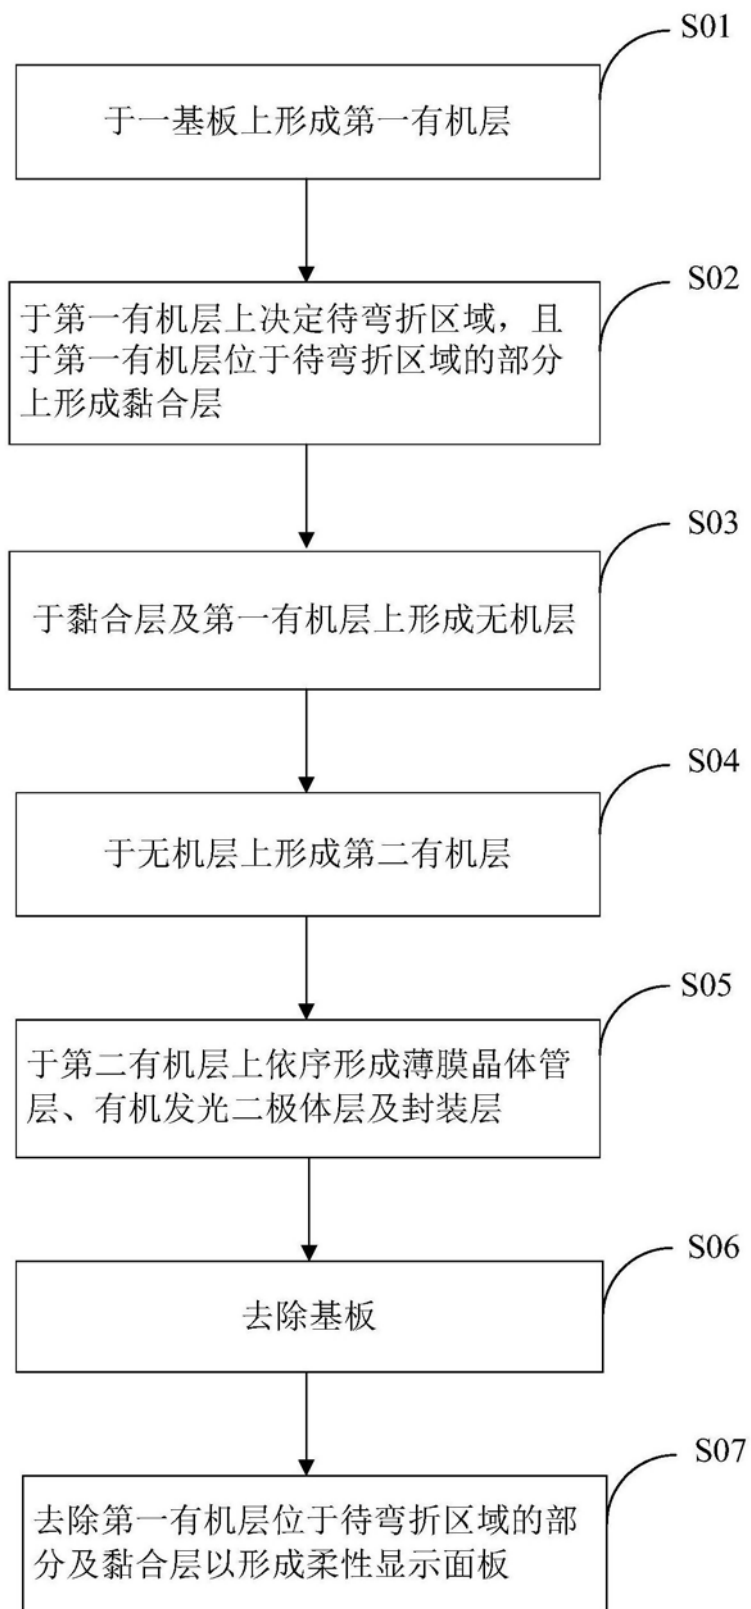 S01
于一基板上形成第一有机层
S02
于第一有机层上决定待弯折区域，且
于第一有机层位于待弯折区域的部分
上形成黏合层
S03
于黏合层及第一有机层上形成无机层
S04
于无机层上形成第二有机层
S05
于第二有机层上依序形成薄膜晶体管
层、有机发光二极体层及封装层
S06
去除基板
S07
去除第一有机层位于待弯折区域的部
分及黏合层以形成柔性显示面板